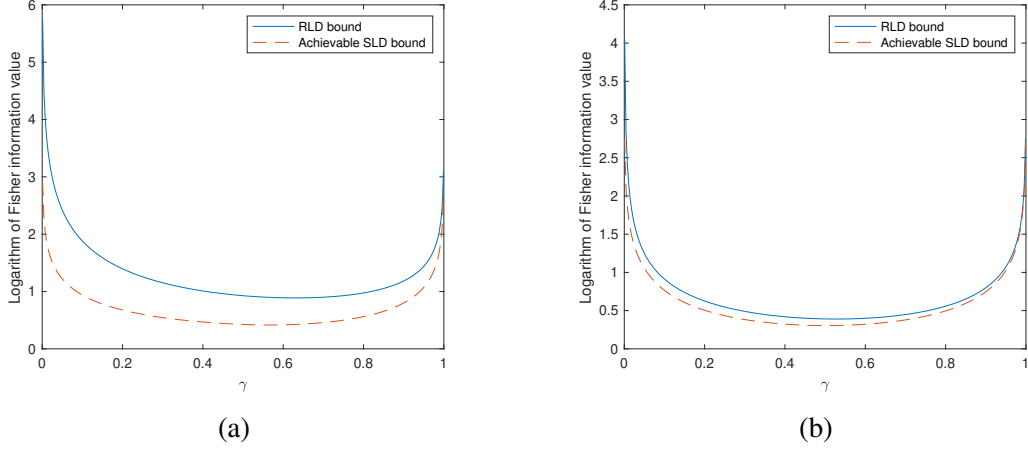 6
5
4
3
2
1
0
0
0.2
0.4
0.6
0.8
1
γ
Logarithm of Fisher information value
RLD bound
Achievable SLD bound
(a)
4.5
4
3.5
3
2.5
2
1.5
1
0.5
0
0
0.2
0.4
0.6
0.8
1
γ
Logarithm of Fisher information value
RLD bound
Achievable SLD bound
(b)